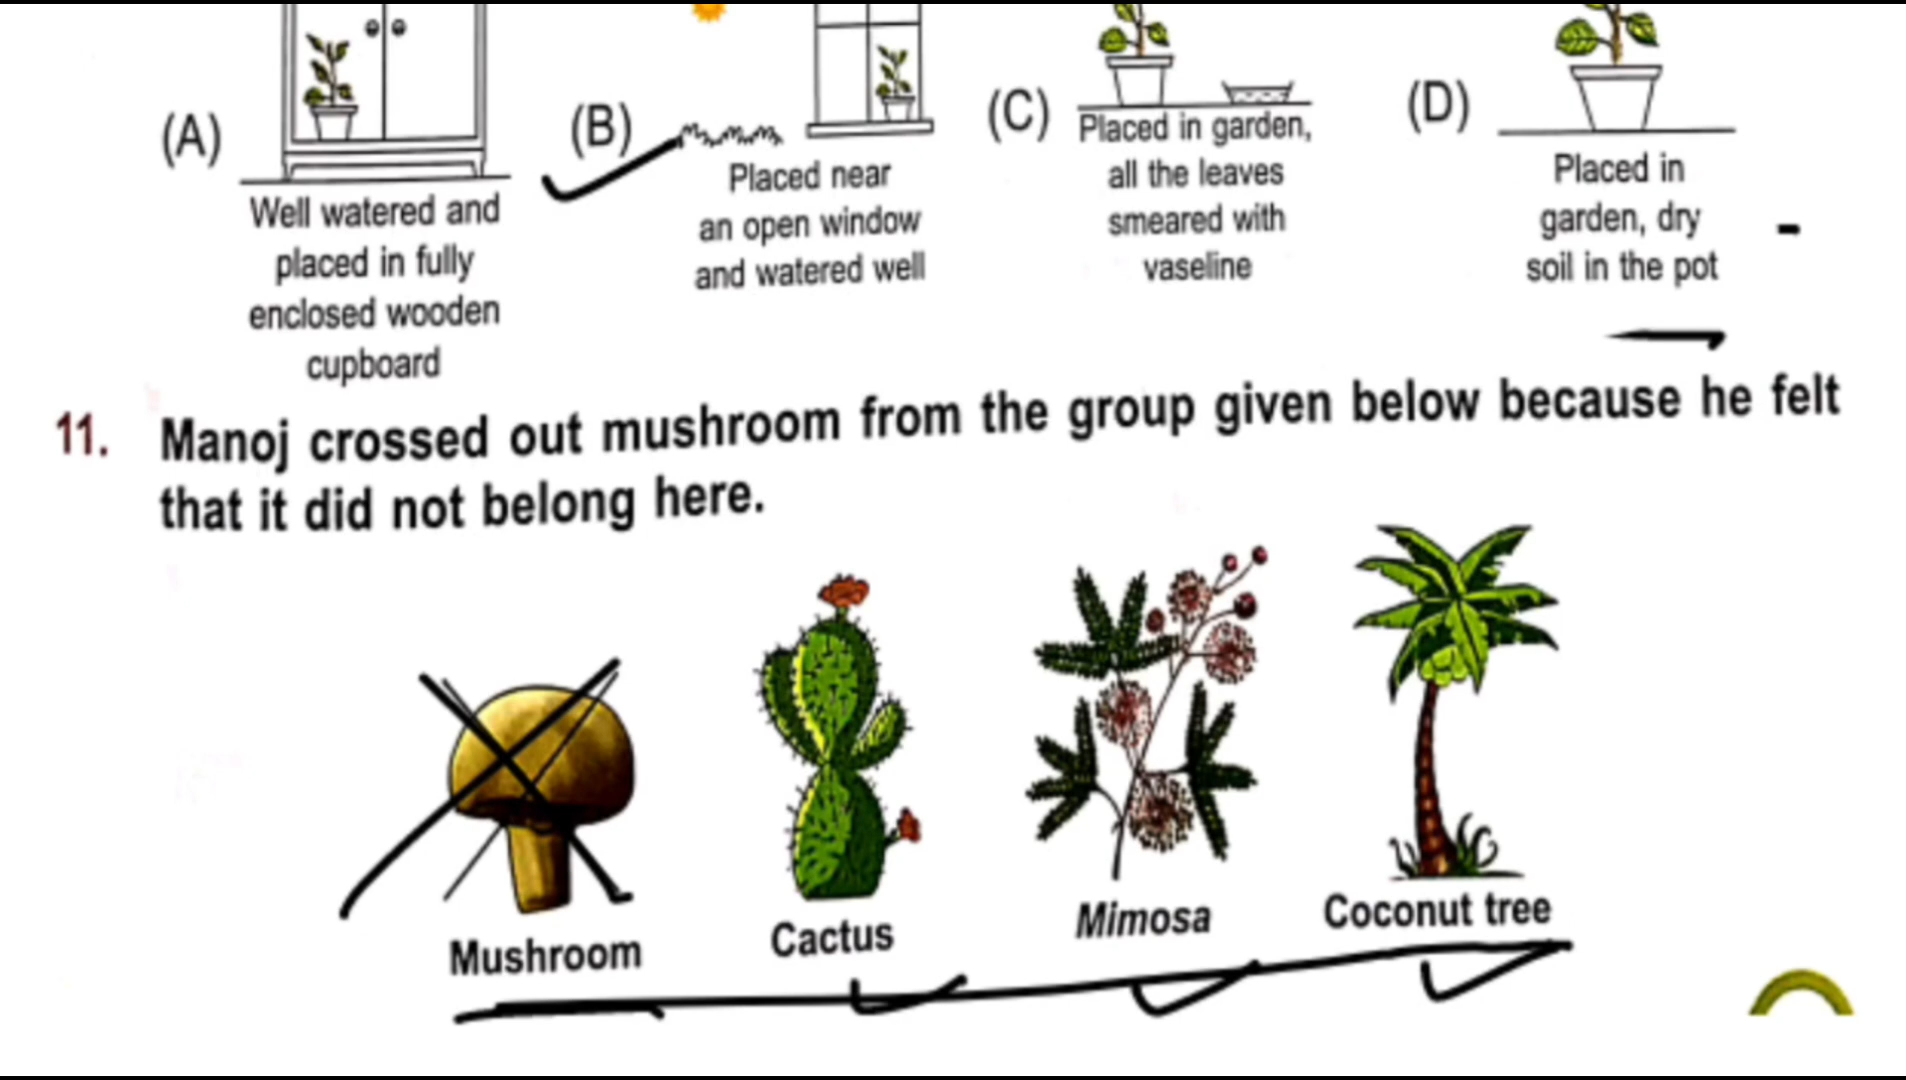 (A)
Well watered and
placed in fully
enclosed wooden
cupboard
(B)
Placed near
an open window
and watered well
(C)
Placed in garden,
all the leaves
smeared with
vaseline
(D)
Placed in
garden, dry
soil in the pot
11. Manoj crossed out mushroom from the group given below because he felt
that it did not belong here.
Mushroom
Cactus
Mimosa
Coconut tree